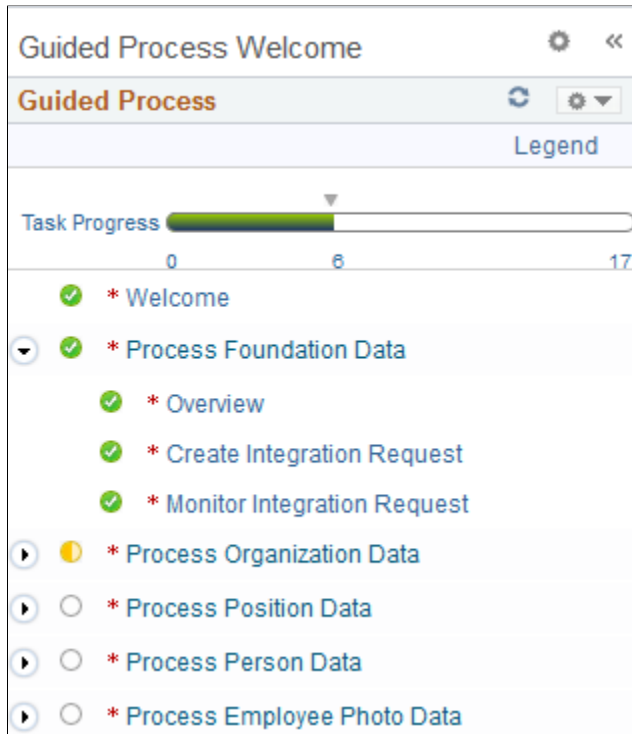 Guided Process Welcome
Guided Process
Legend
Task Progress
0 6 17
* Welcome
* Process Foundation Data
* Overview
* Create Integration Request
* Monitor Integration Request
* Process Organization Data
* Process Position Data
* Process Person Data
* Process Employee Photo Data